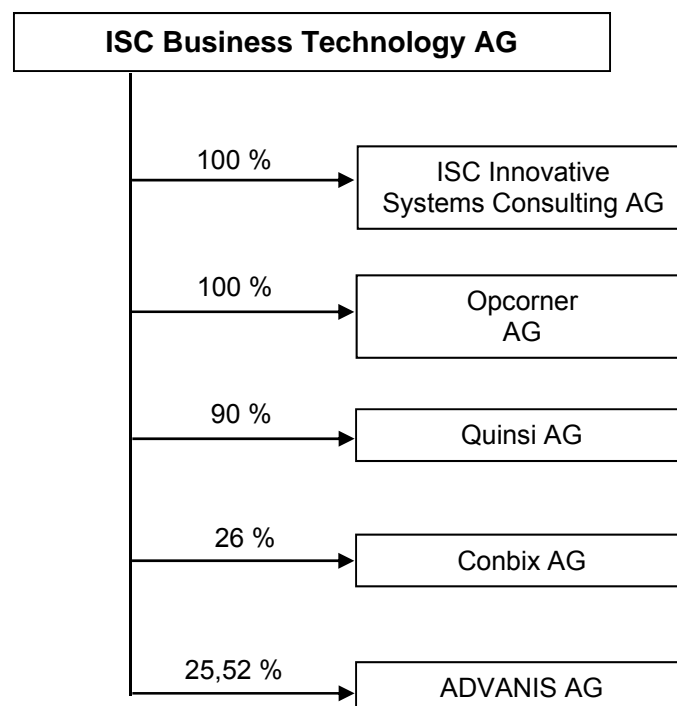 ISC Business Technology AG
100 %
ISC Innovative
Systems Consulting AG
100 %
Opcorner
AG
90 %
Quinsi AG
26 %
Conbix AG
25,52 %
ADVANIS AG